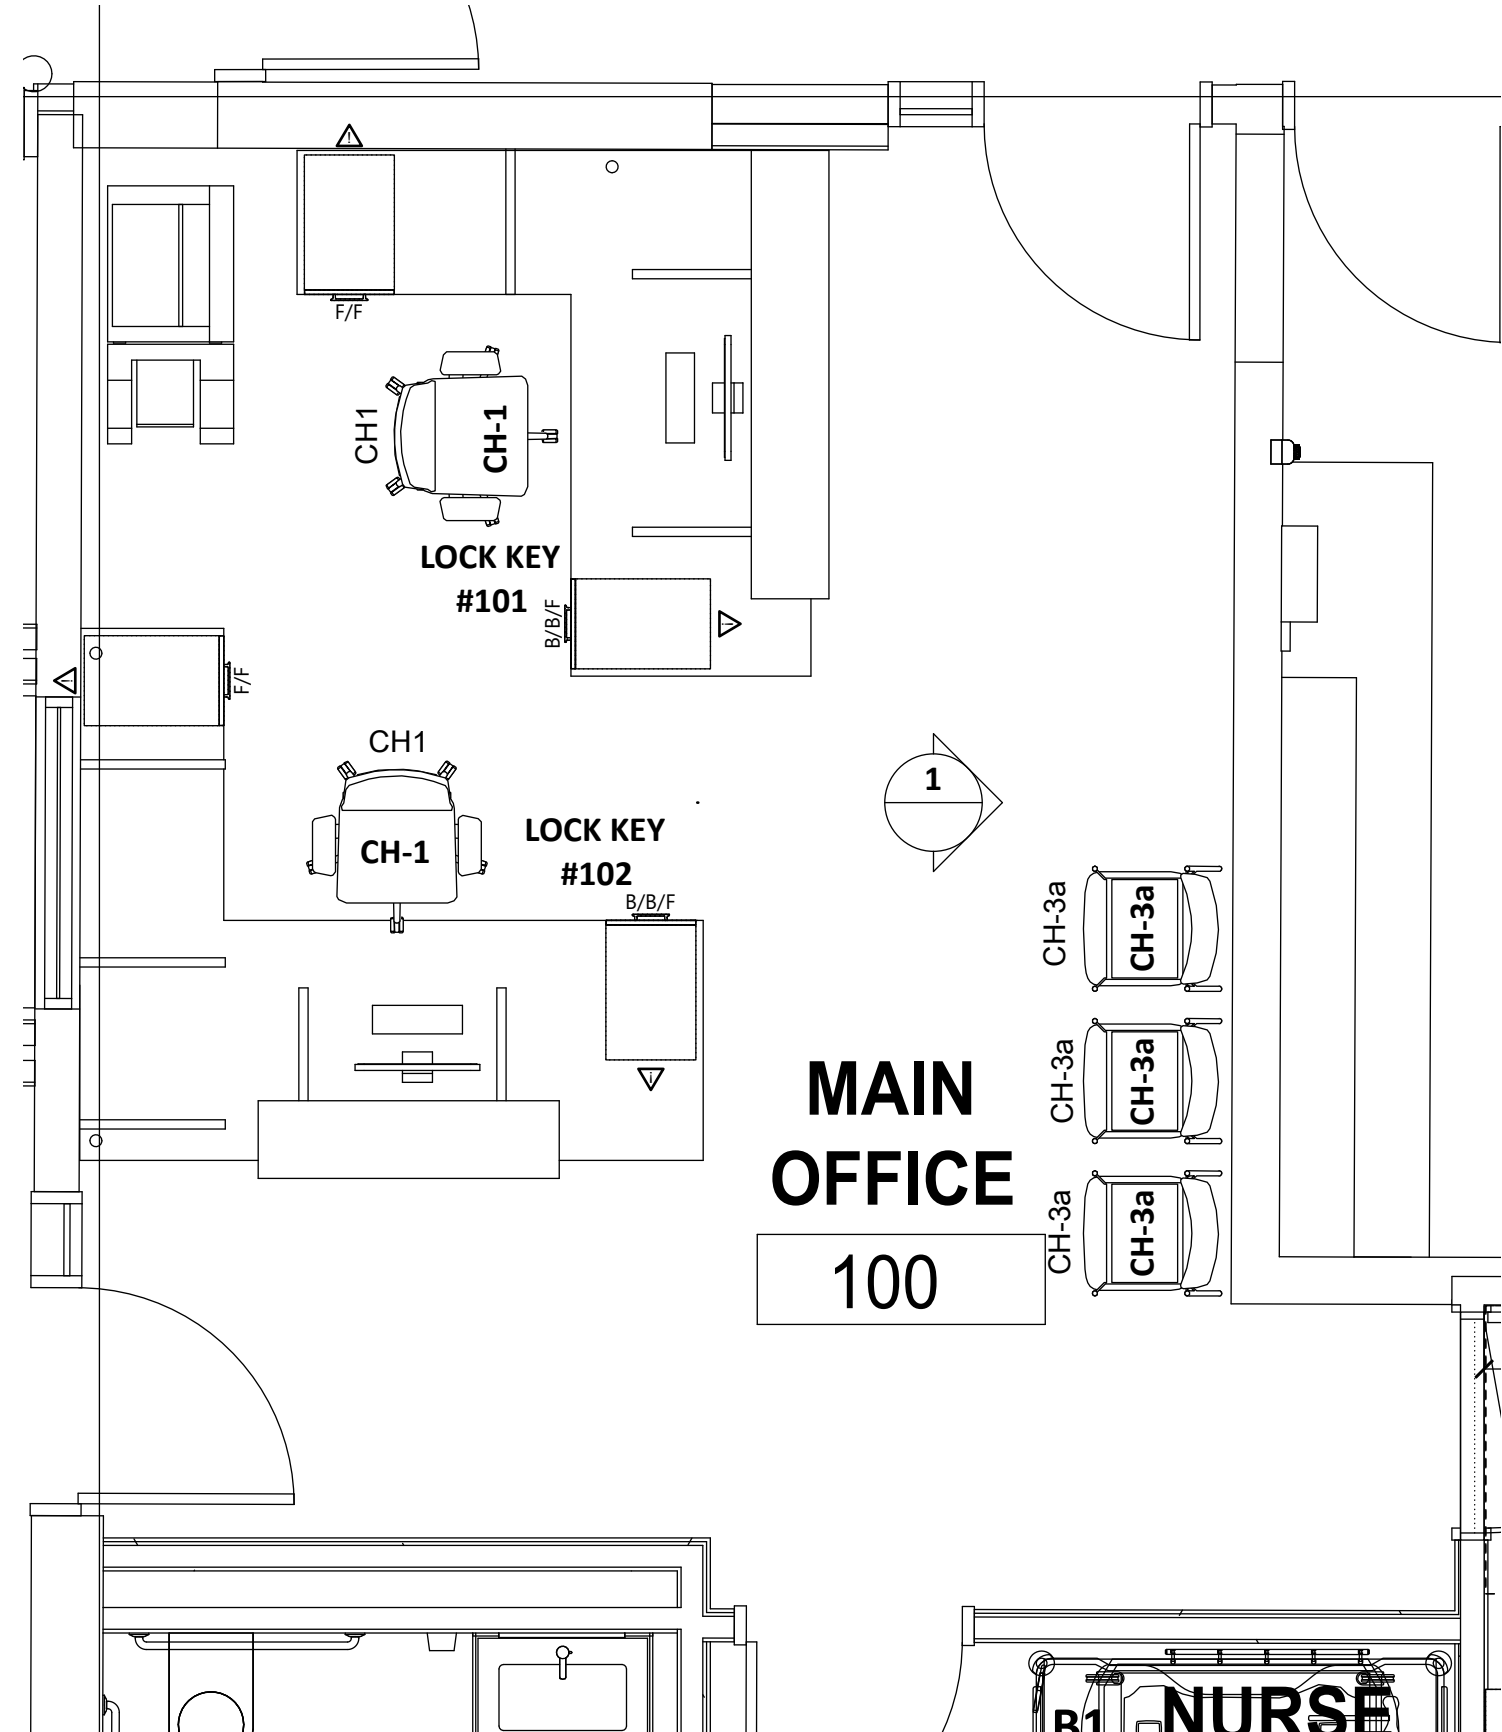 F/F
CH1
CH-1
LOCK KEY
#101
B/B/F
F/F
CH1
CH-1
LOCK KEY
#102
B/B/F
1
CH-3a
CH-3a
CH-3a
CH-3a
CH-3a
CH-3a
MAIN
OFFICE
100
NURSE
B1